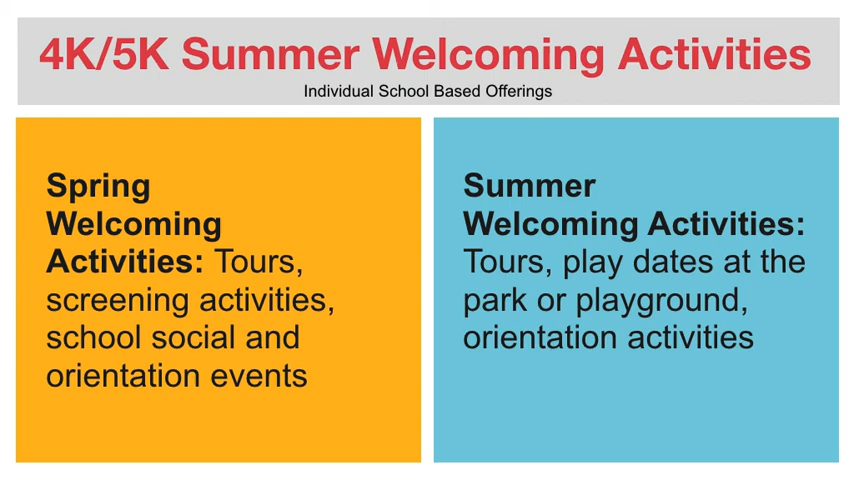 4K/5K Summer Welcoming Activities
Individual School Based Offerings
Spring
Welcoming
Activities: Tours,
screening activities,
school social and
orientation events
Summer
Welcoming Activities:
Tours, play dates at the
park or playground,
orientation activities